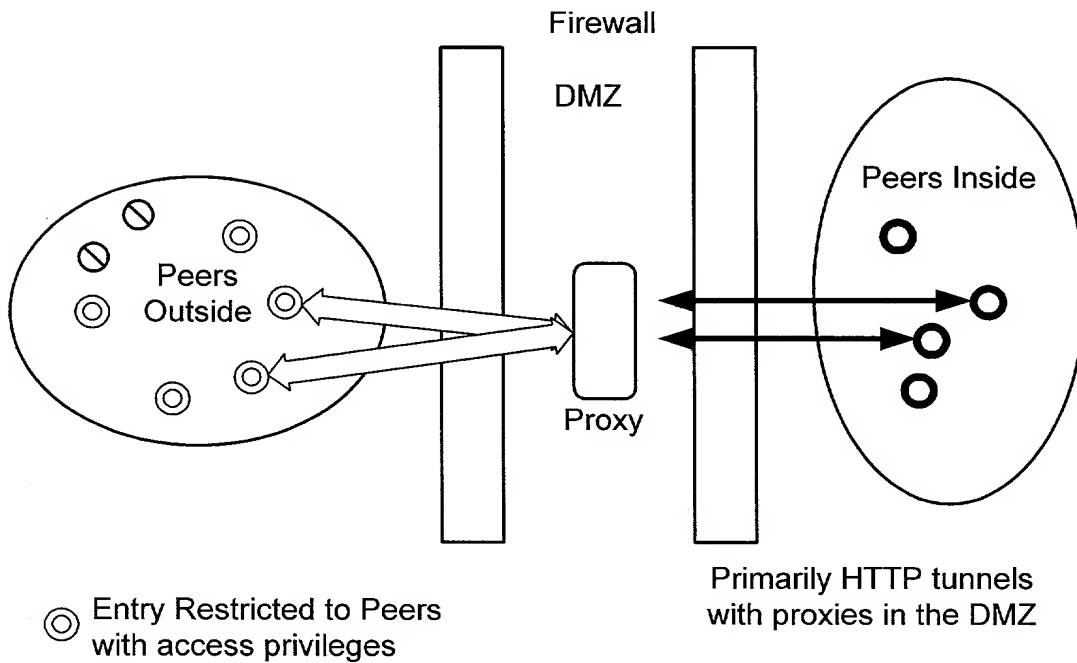 Firewall
DMZ
Peers Inside
Peers
Outside
Proxy
Entry Restricted to Peers
with access privileges
Primarily HTTP tunnels
with proxies in the DMZ